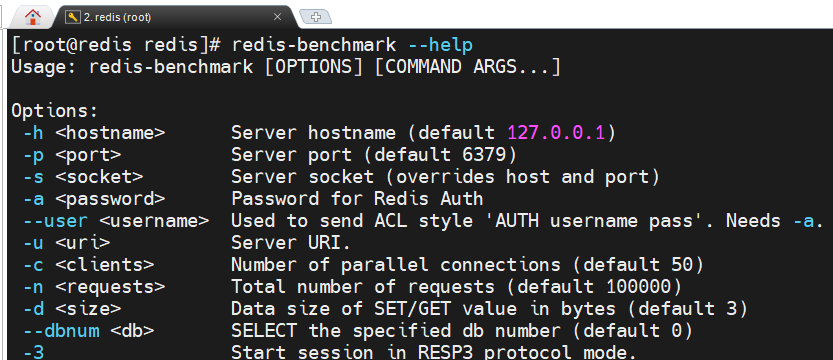 2. redis (root)
[root@redis redis]# redis-benchmark --help
Usage: redis-benchmark [OPTIONS] [COMMAND ARGS...]
Options:
-h <hostname> Server hostname (default 127.0.0.1)
-p <port> Server port (default 6379)
-s <socket> Server socket (overrides host and port)
-a <password> Password for Redis Auth
--user <username> Used to send ACL style 'AUTH username pass'. Needs -a.
-u <uri> Server URI.
-c <clients> Number of parallel connections (default 50)
-n <requests> Total number of requests (default 100000)
-d <size> Data size of SET/GET value in bytes (default 3)
--dbnum <db> SELECT the specified db number (default 0)
-3 Start session in RESP3 protocol mode.